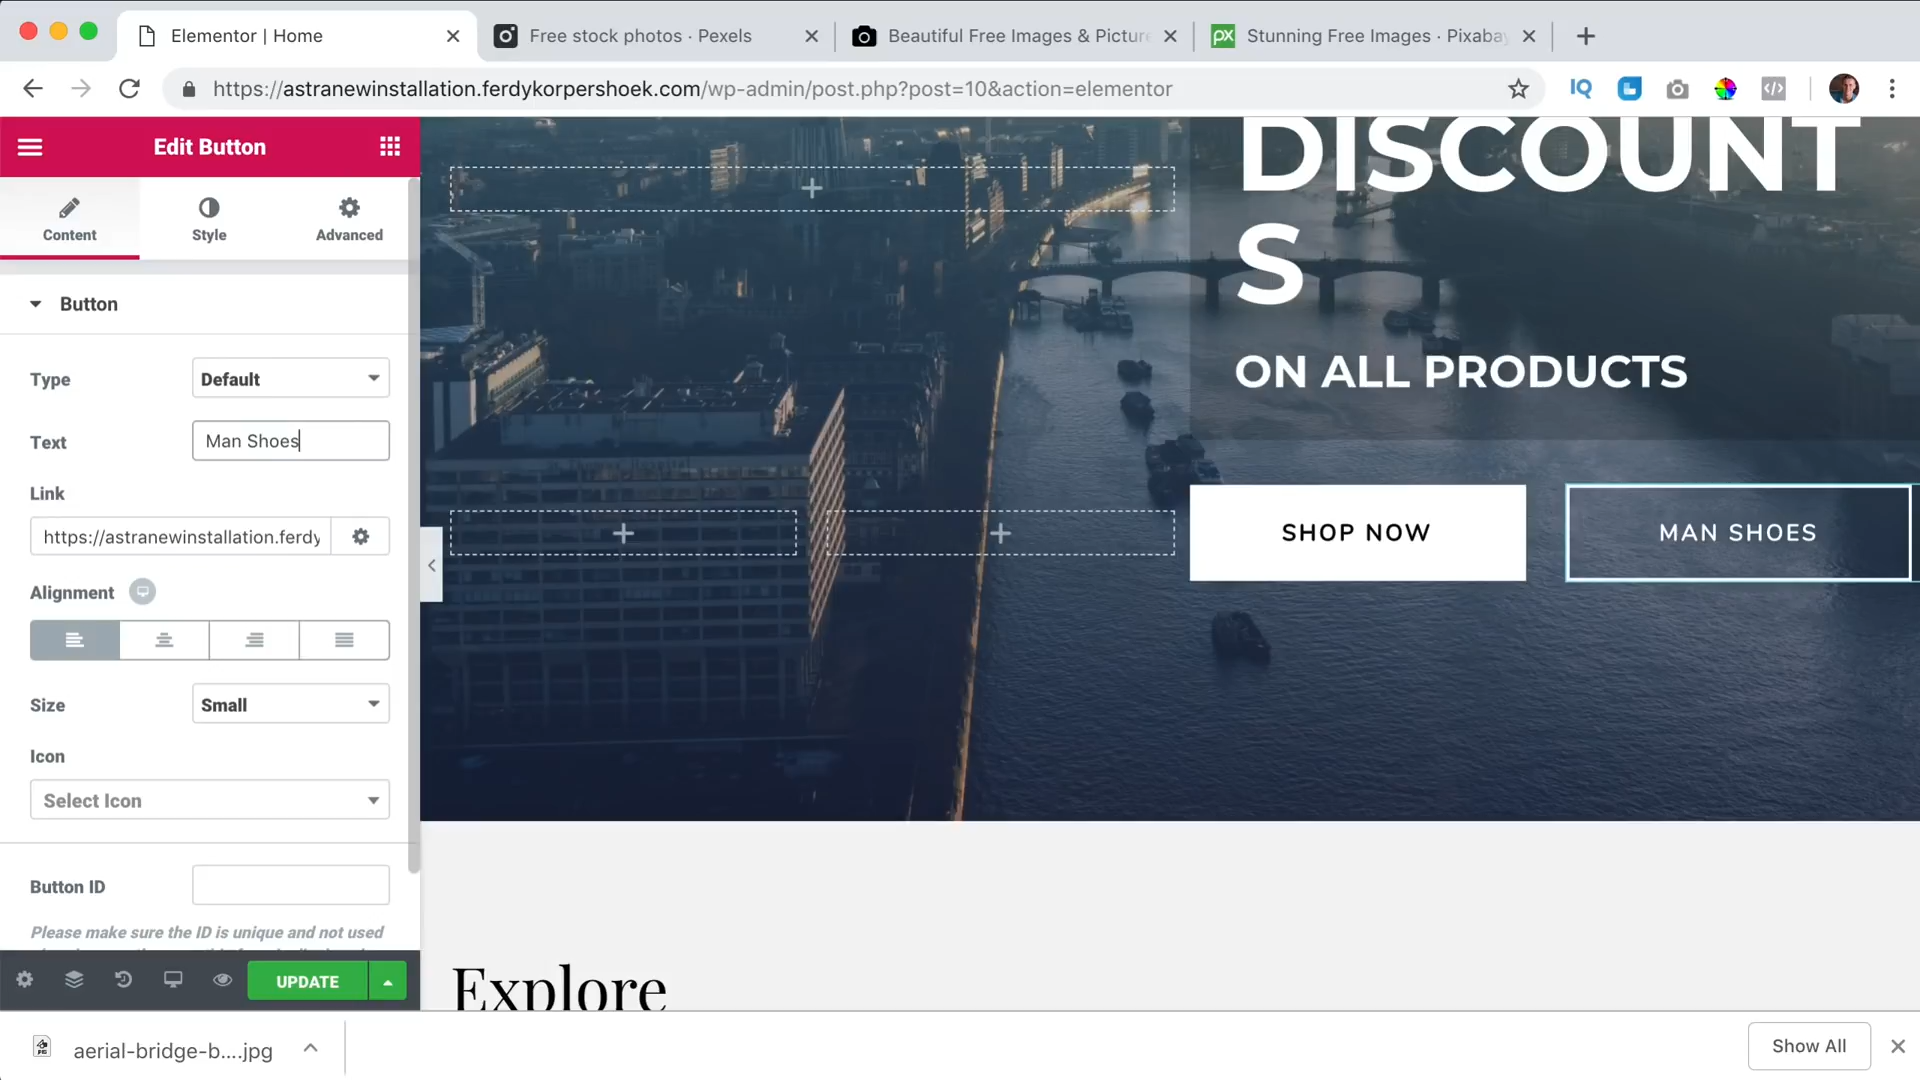 Elementor | Home
Free stock photos · Pexels
Beautiful Free Images & Picture
Stunning Free Images · Pixabay
https://astranewinstallation.ferdykorpershoek.com/wp-admin/post.php?post=10&action=elementor
Edit Button
Content
Style
Advanced
Button
Type
Default
Text
Man Shoes
Link
https://astranewinstallation.ferdy
Alignment
Size
Small
Icon
Select Icon
Button ID
Please make sure the ID is unique and not used
UPDATE
DISCOUNT
S
ON ALL PRODUCTS
SHOP NOW
MAN SHOES
Explore
aerial-bridge-b....jpg
Show All